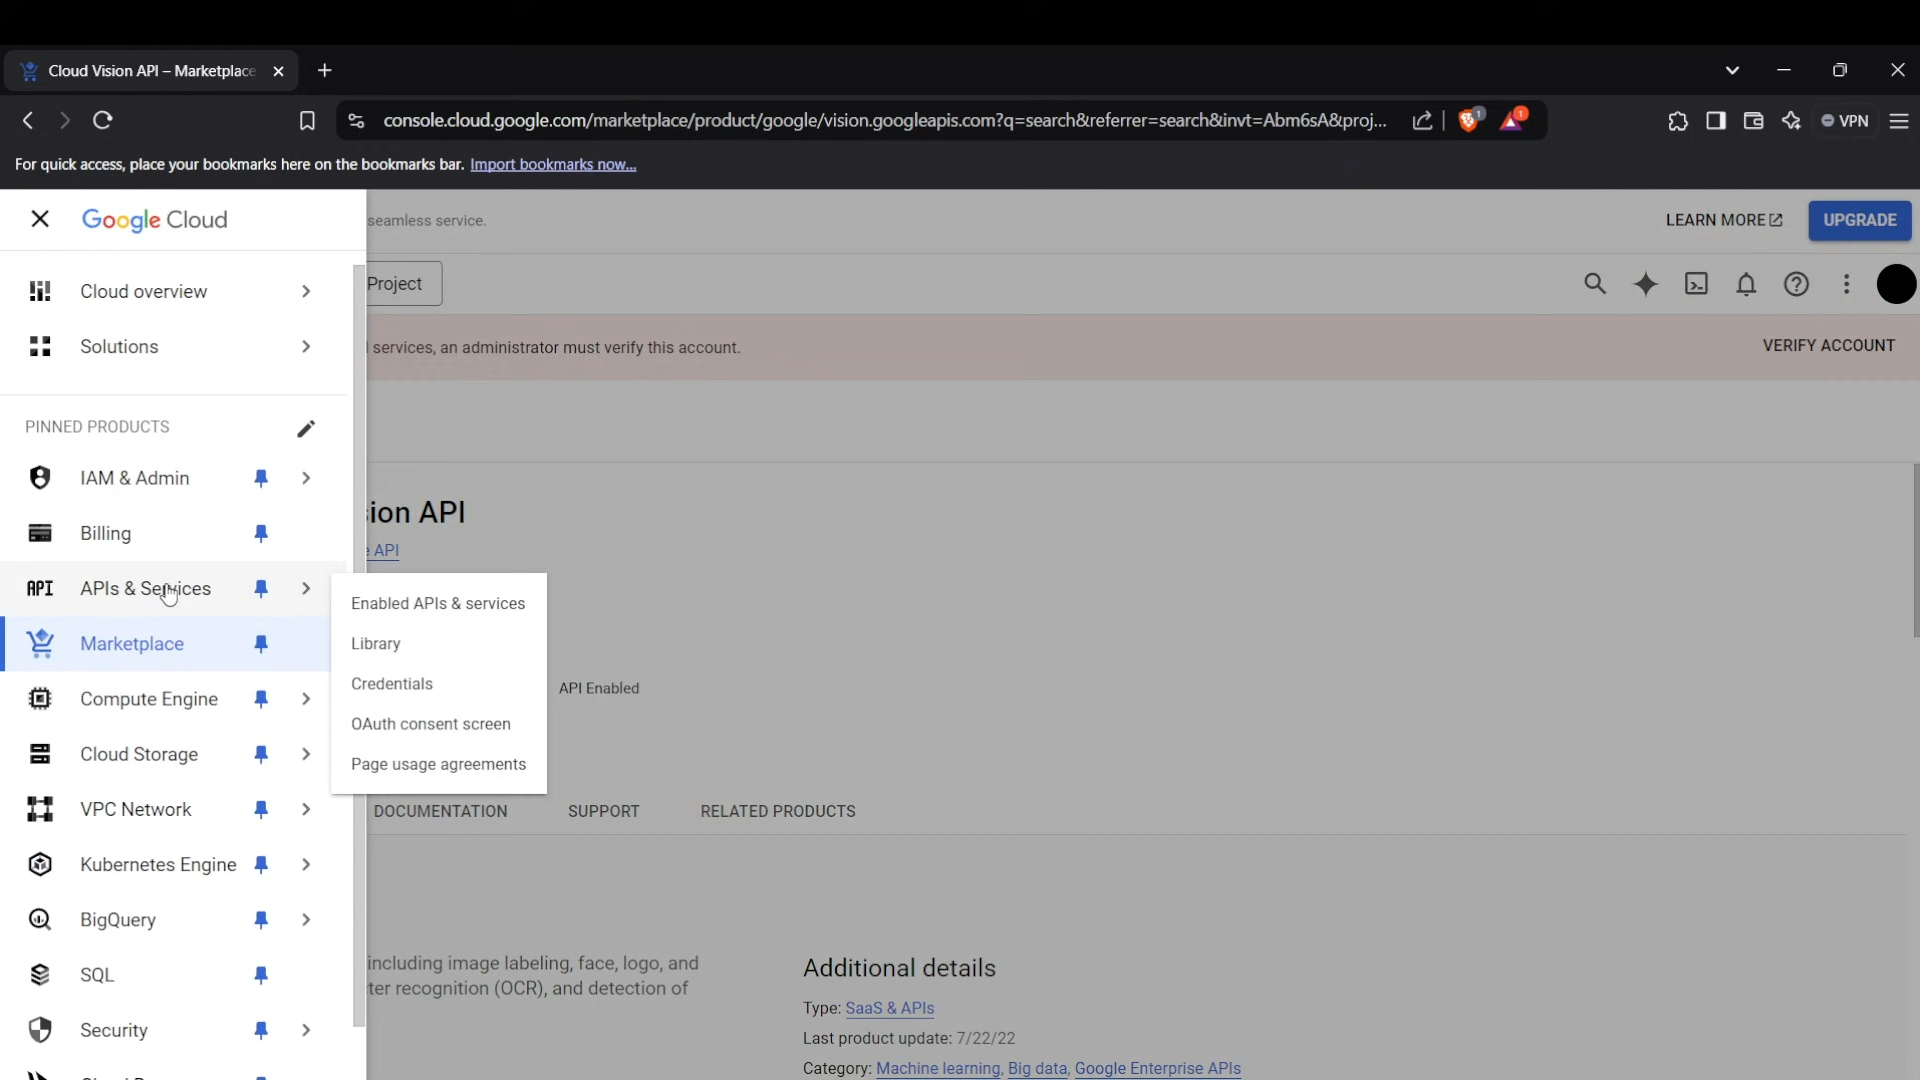 Cloud Vision API – Marketplace
console.cloud.google.com/marketplace/product/google/vision.googleapis.com?q=search&referrer=search&invt=Abm6sA&proj...
1
1
VPN
For quick access, place your bookmarks here on the bookmarks bar. Import bookmarks now...
Google Cloud
seamless service.
LEARN MORE
UPGRADE
Cloud overview
Project
Solutions
services, an administrator must verify this account.
VERIFY ACCOUNT
PINNED PRODUCTS
IAM & Admin
ion API
Billing
API
API APIs & Services
Enabled APIs & services
Marketplace
Library
Credentials
API Enabled
Compute Engine
OAuth consent screen
Cloud Storage
Page usage agreements
VPC Network
DOCUMENTATION
SUPPORT
RELATED PRODUCTS
Kubernetes Engine
BigQuery
including image labeling, face, logo, and
ter recognition (OCR), and detection of
Additional details
SQL
Type: SaaS & APIs
Security
Last product update: 7/22/22
Category: Machine learning, Big data, Google Enterprise APIs